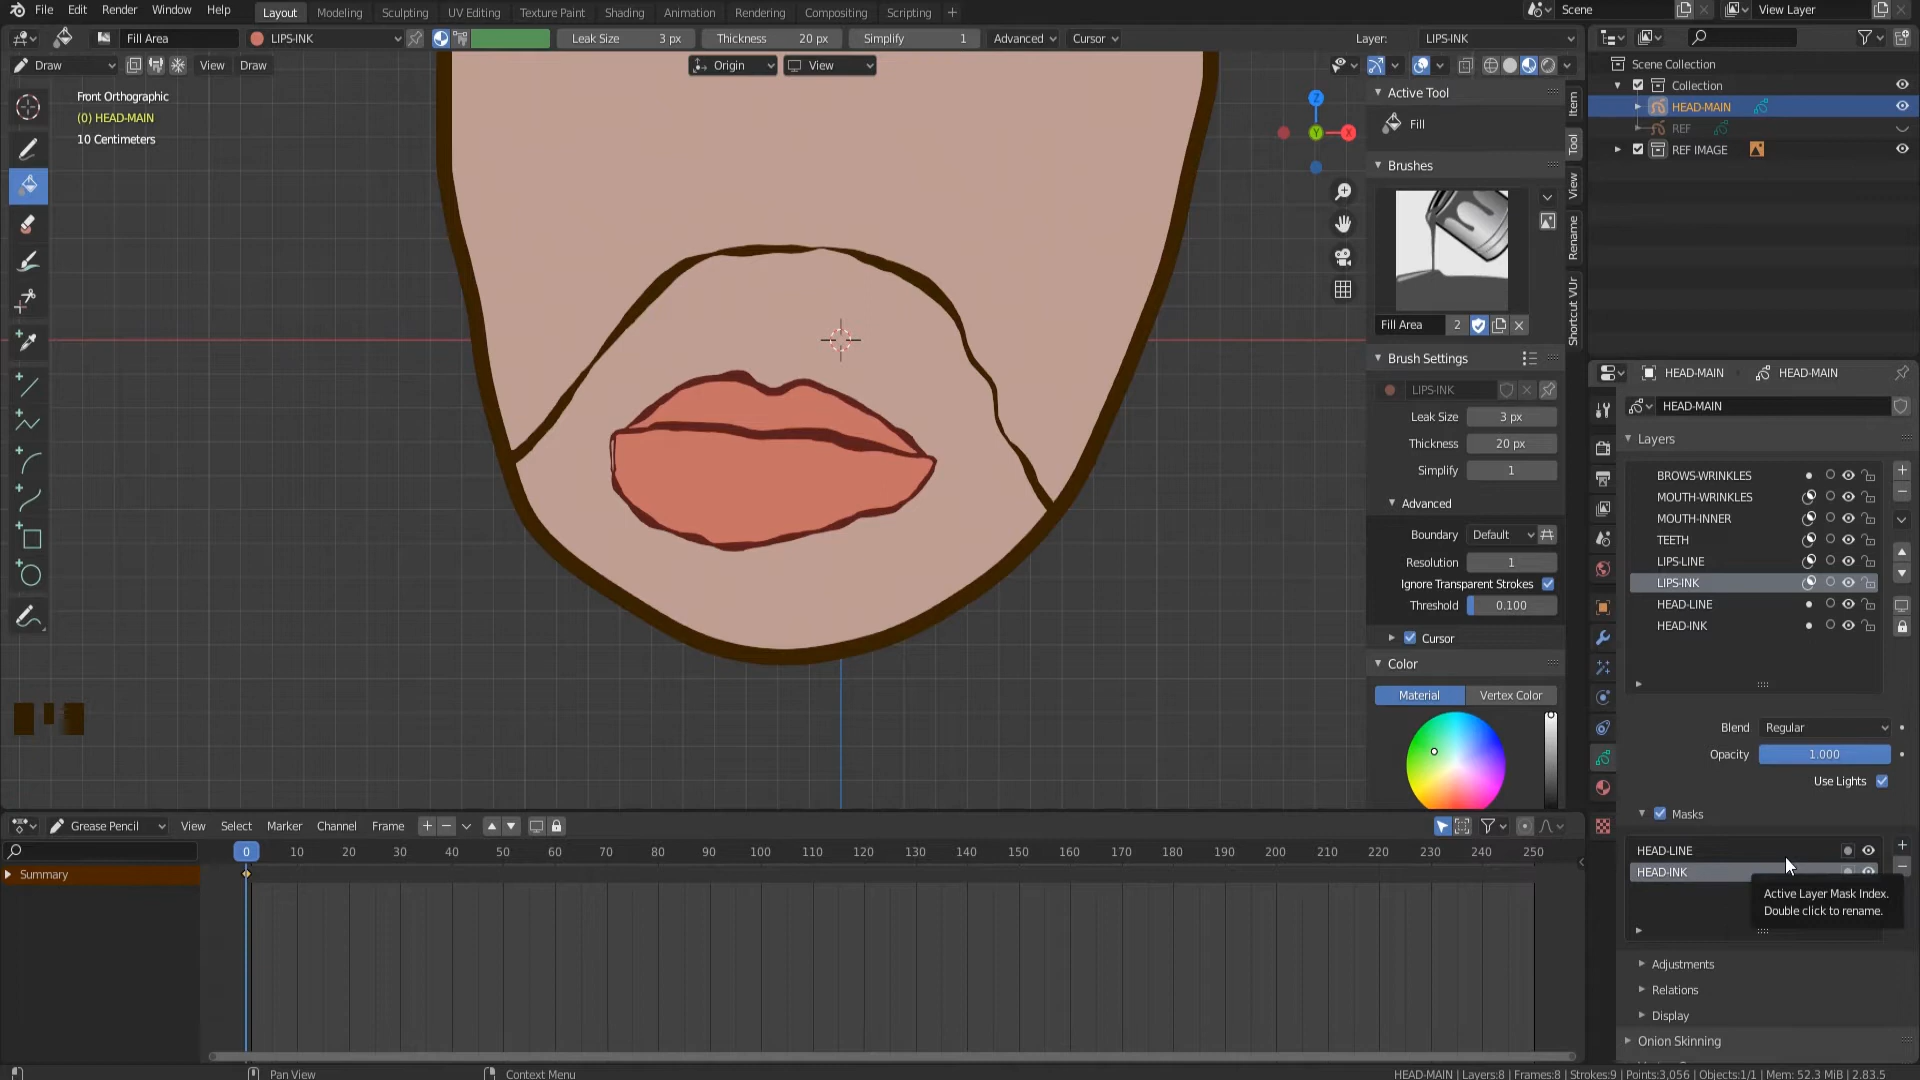 File Edit Render Window Help Layout Modeling Sculpting UV Editing Texture Paint Shading Animation Rendering Compositing Scripting + Scene View Layer
Fill Area LIPS-INK Leak Size 3 px Thickness 20 px Simplify 1 Advanced Cursor Layer: LIPS-INK
Draw View Draw Origin View
Front Orthographic
(0) HEAD-MAIN
10 Centimeters
Z
Y
X
Active Tool
Fill
Brushes
Fill Area 2
Brush Settings
LIPS-INK
Leak Size 3 px
Thickness 20 px
Simplify 1
Advanced
Boundary Default
Resolution 1
Ignore Transparent Strokes
Threshold 0.100
Cursor
Color
Material Vertex Color
Item
Tool
View
Rename
Shortcut VUr
Scene Collection
Collection
HEAD-MAIN
REF
REF IMAGE
HEAD-MAIN HEAD-MAIN
HEAD-MAIN
Layers
BROWS-WRINKLES
MOUTH-WRINKLES
MOUTH-INNER
TEETH
LIPS-LINE
LIPS-INK
HEAD-LINE
HEAD-INK
Blend Regular
Opacity 1.000
Use Lights
Masks
HEAD-LINE
HEAD-INK
Active Layer Mask Index.
Double click to rename.
Adjustments
Relations
Display
Onion Skinning
Grease Pencil View Select Marker Channel Frame
0 10 20 30 40 50 60 70 80 90 100 110 120 130 140 150 160 170 180 190 200 210 220 230 240 250
Summary
Pan View Context Menu HEAD-MAIN | Layers:8 | Frames:8 | Strokes:9 | Points:3,056 | Objects:1/1 | Mem: 52.3 MiB | 2.83.5